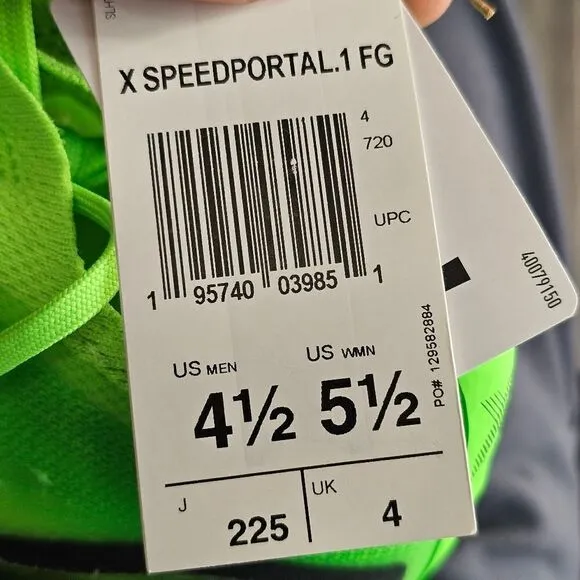 X SPEEDPORTAL.1 FG
4
720
UPC
1 95740 03985 1
US MEN
4½
US WMN
5½
PO# 129582884
J
225
UK
4
40079150